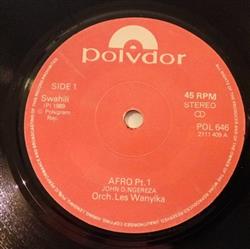 polydor
SIDE 1
Swahili
(P) 1989
Polygram
Rec.
45 RPM
STEREO
POL 646
2111 409 A
AFRO Pt.1
JOHN O. NGEREZA
Orch. Les Wanyika